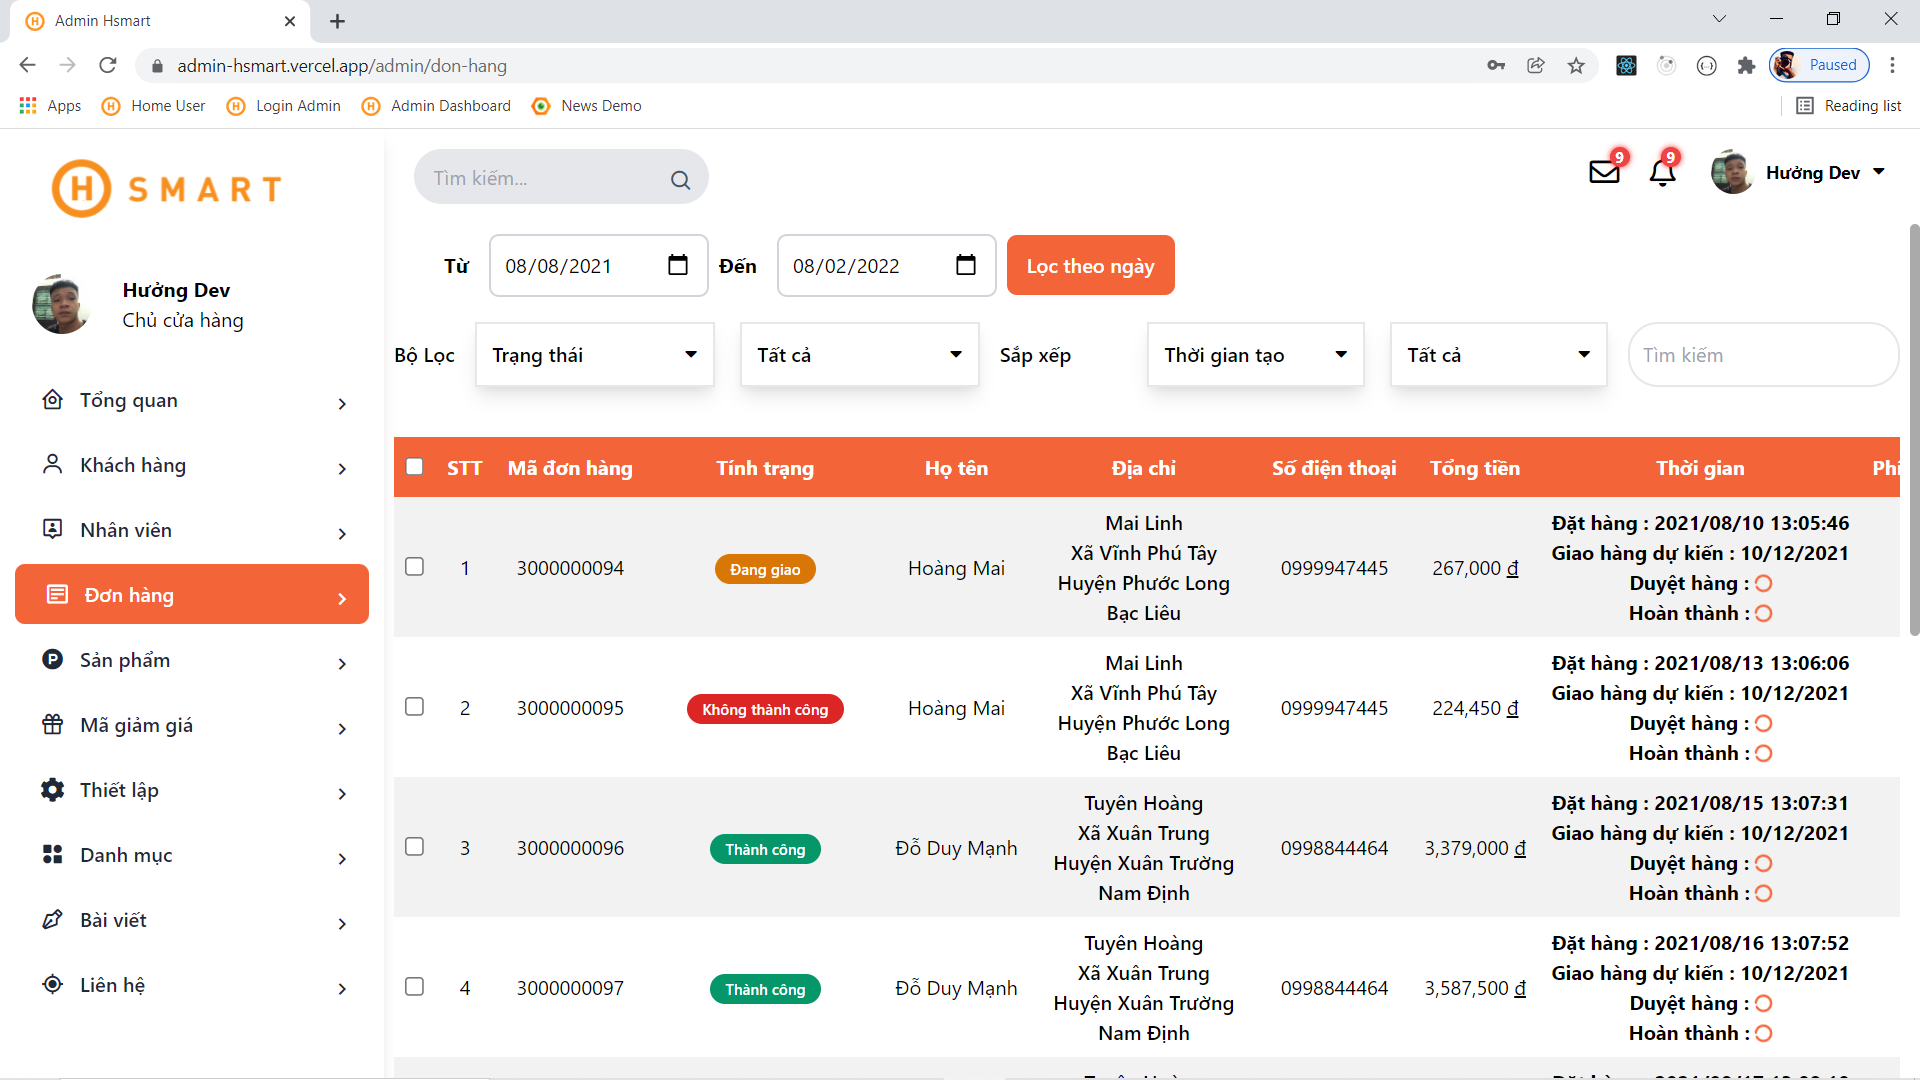 Admin Hsmart
admin-hsmart.vercel.app/admin/don-hang
Paused
Apps
Home User
Login Admin
Admin Dashboard
News Demo
Reading list
H SMART
Tìm kiếm...
9
9
Hưởng Dev
Hưởng Dev
Chủ cửa hàng
Từ 08/08/2021 Đến 08/02/2022 Lọc theo ngày
Bộ Lọc Trạng thái Tất cả Sắp xếp Thời gian tạo Tất cả Tìm kiếm
Tổng quan
Khách hàng
Nhân viên
Đơn hàng
Sản phẩm
Mã giảm giá
Thiết lập
Danh mục
Bài viết
Liên hệ
STT Mã đơn hàng Tính trạng Họ tên Địa chỉ Số điện thoại Tổng tiền Thời gian
1 3000000094 Đang giao Hoàng Mai
Mai Linh
Xã Vĩnh Phú Tây
Huyện Phước Long
Bạc Liêu
0999947445 267,000 đ
Đặt hàng : 2021/08/10 13:05:46
Giao hàng dự kiến : 10/12/2021
Duyệt hàng :
Hoàn thành :
2 3000000095 Không thành công Hoàng Mai
Mai Linh
Xã Vĩnh Phú Tây
Huyện Phước Long
Bạc Liêu
0999947445 224,450 đ
Đặt hàng : 2021/08/13 13:06:06
Giao hàng dự kiến : 10/12/2021
Duyệt hàng :
Hoàn thành :
3 3000000096 Thành công Đỗ Duy Mạnh
Tuyên Hoàng
Xã Xuân Trung
Huyện Xuân Trường
Nam Định
0998844464 3,379,000 đ
Đặt hàng : 2021/08/15 13:07:31
Giao hàng dự kiến : 10/12/2021
Duyệt hàng :
Hoàn thành :
4 3000000097 Thành công Đỗ Duy Mạnh
Tuyên Hoàng
Xã Xuân Trung
Huyện Xuân Trường
Nam Định
0998844464 3,587,500 đ
Đặt hàng : 2021/08/16 13:07:52
Giao hàng dự kiến : 10/12/2021
Duyệt hàng :
Hoàn thành :